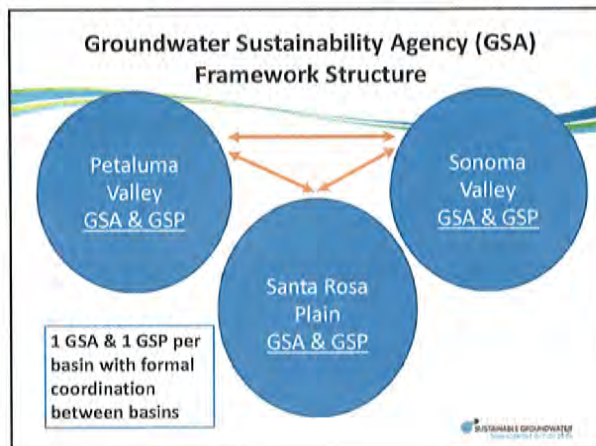 Groundwater Sustainability Agency (GSA)
Framework Structure
Petaluma
Valley
GSA & GSP
Sonoma
Valley
GSA & GSP
Santa Rosa
Plain
GSA & GSP
1 GSA & 1 GSP per
basin with formal
coordination
between basins
SUSTAINABLE GROUNDWATER